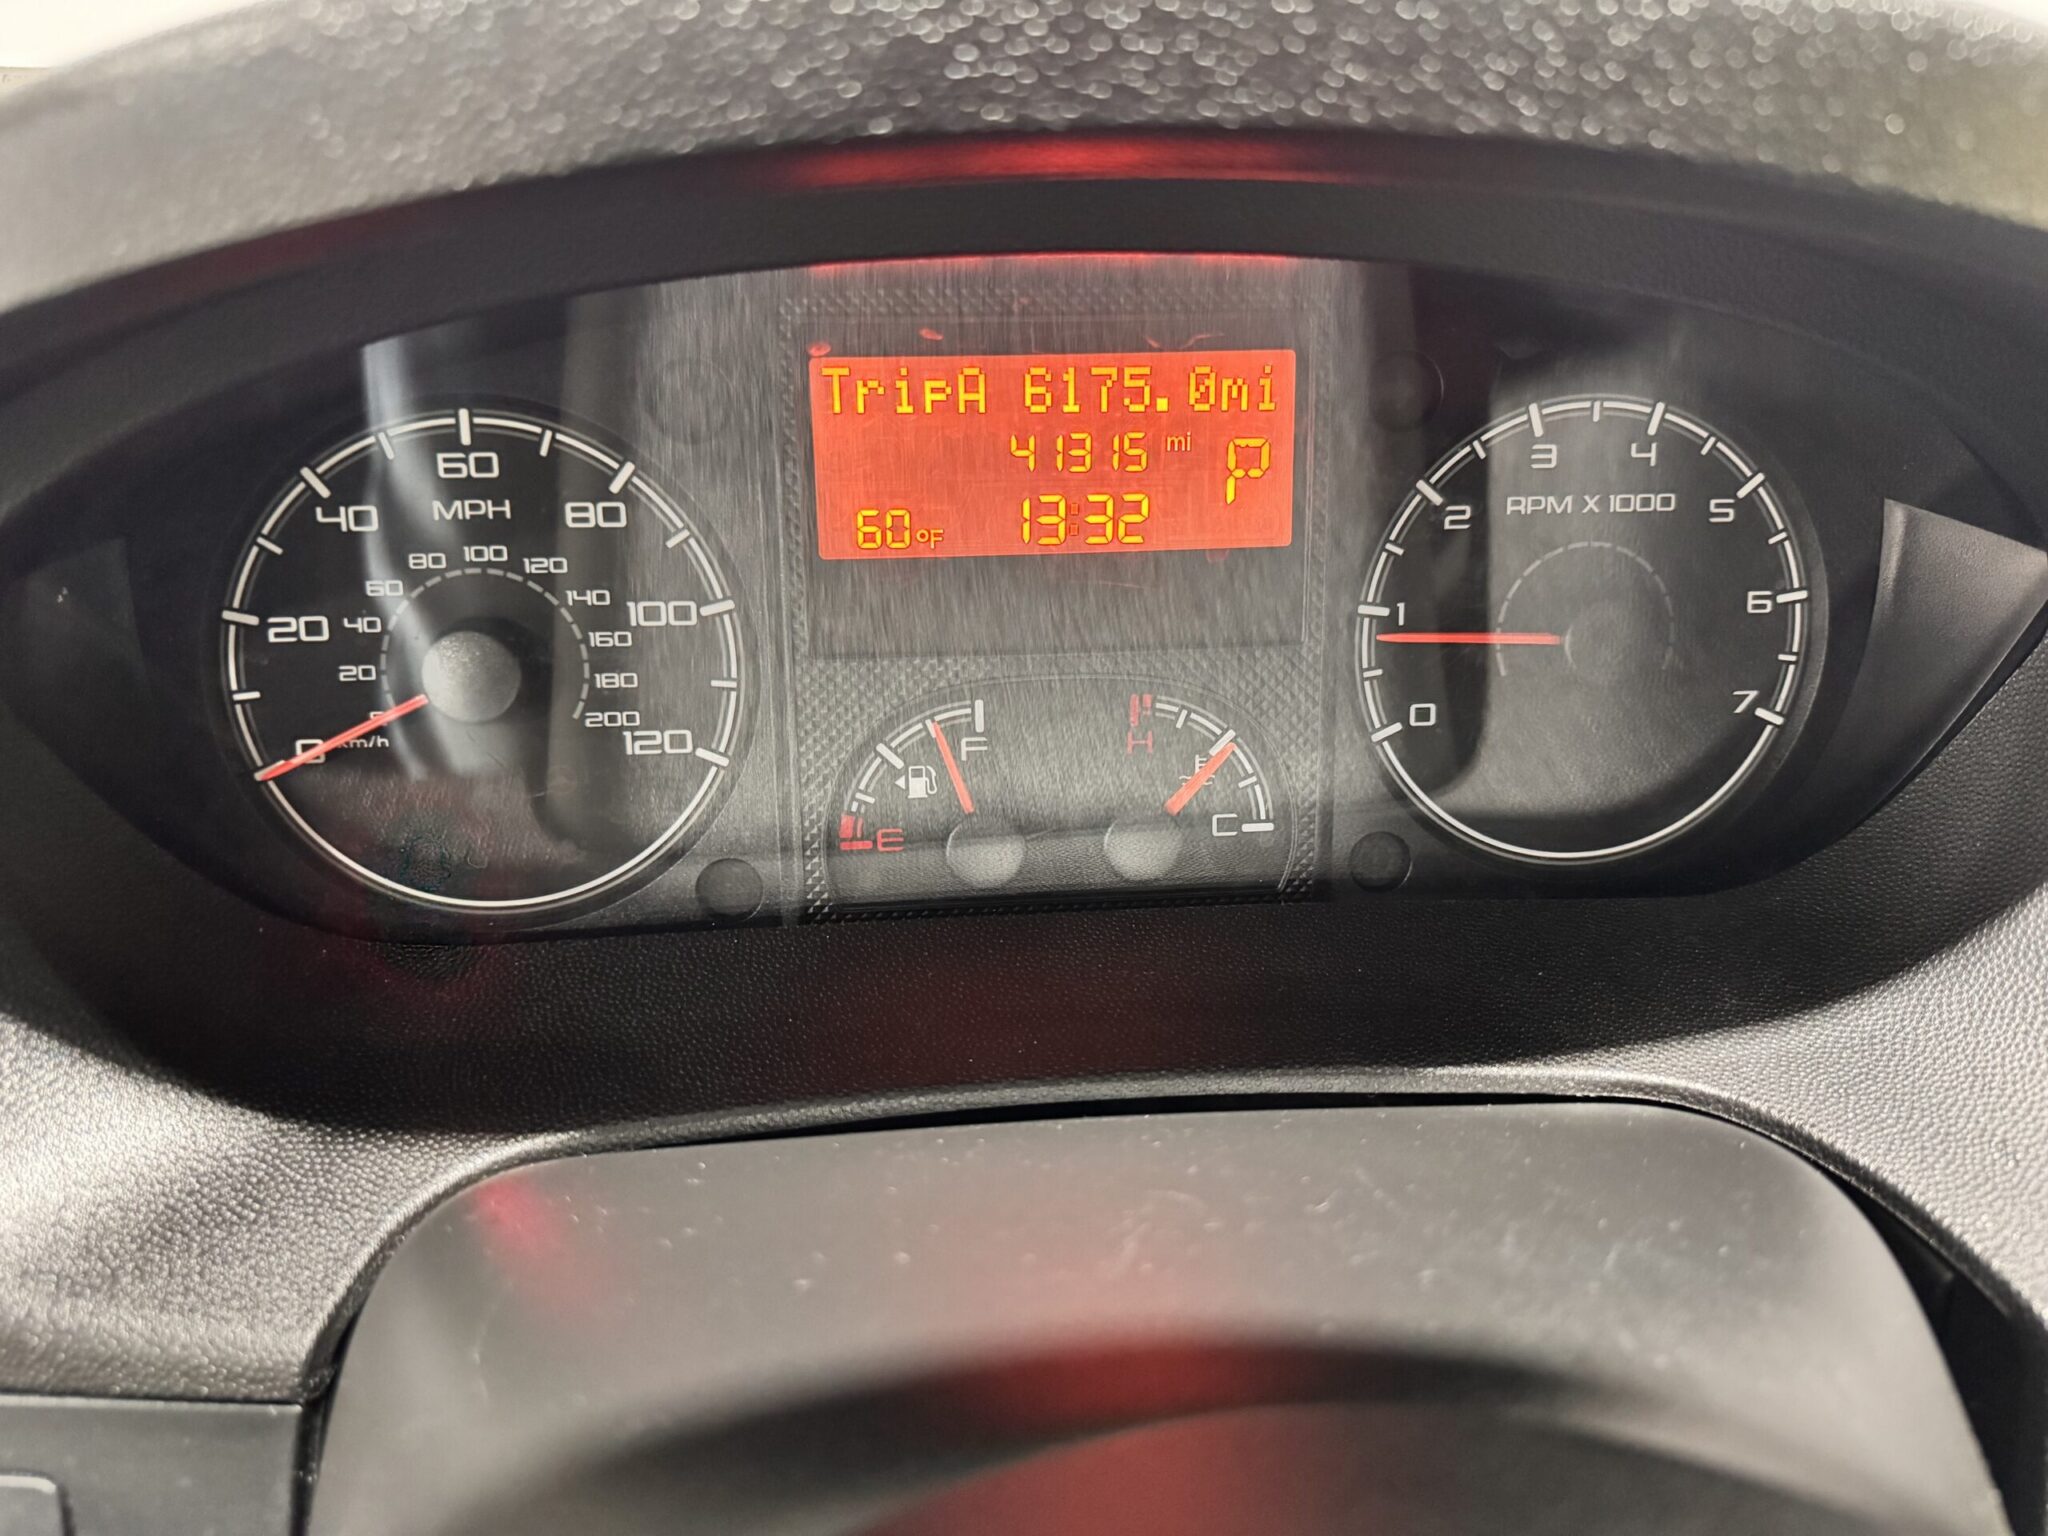 TripA 6175.0mi
41315 mi
P
60°F 13:32
0 20 40 60 80 100 120
MPH
0 20 40 60 80 100 120 140 160 180 200
km/h
E F
H C
0 1 2 3 4 5 6 7
RPM X 1000